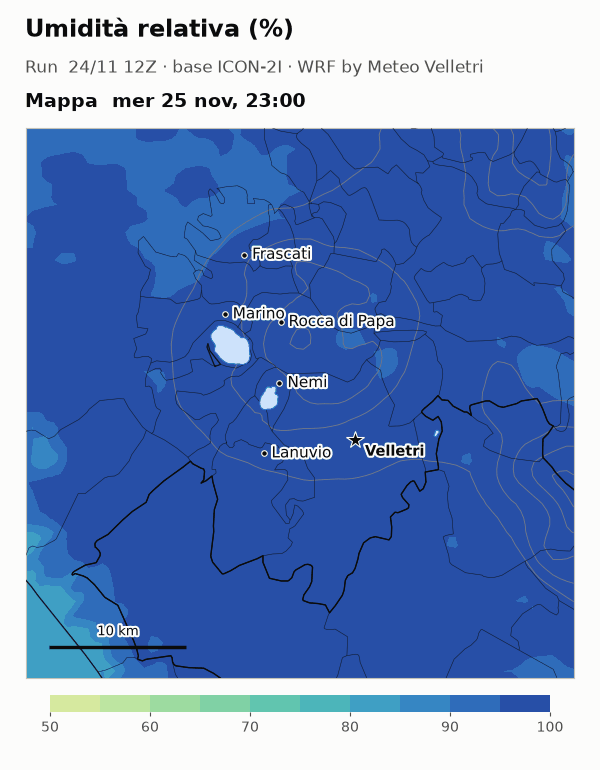 Umidità relativa (%)
Run  24/11 12Z · base ICON-2I · WRF by Meteo Velletri
Mappa  mer 25 nov, 23:00
Frascati
Marino
Rocca di Papa
Nemi
Velletri
Lanuvio
10 km
50 60 70 80 90 100